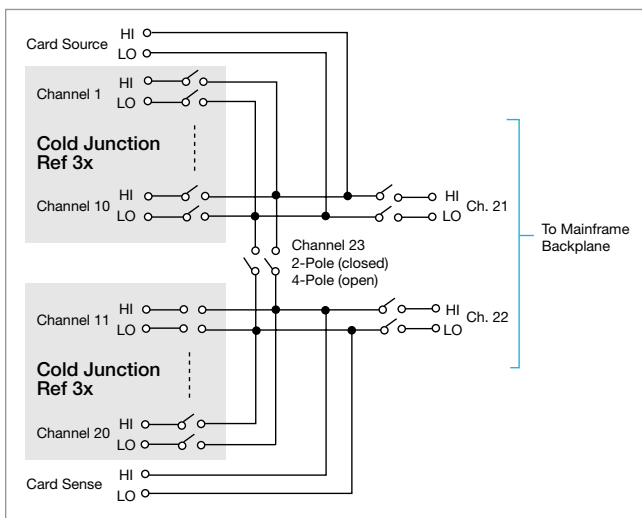 Card Source HI
LO
Channel 1 HI
LO
Cold Junction
Ref 3x
Channel 10 HI
LO
HI
LO
Ch. 21
To Mainframe
Backplane
Channel 23
2-Pole (closed)
4-Pole (open)
Channel 11 HI
LO
HI
LO
Ch. 22
Cold Junction
Ref 3x
Channel 20 HI
LO
Card Sense HI
LO